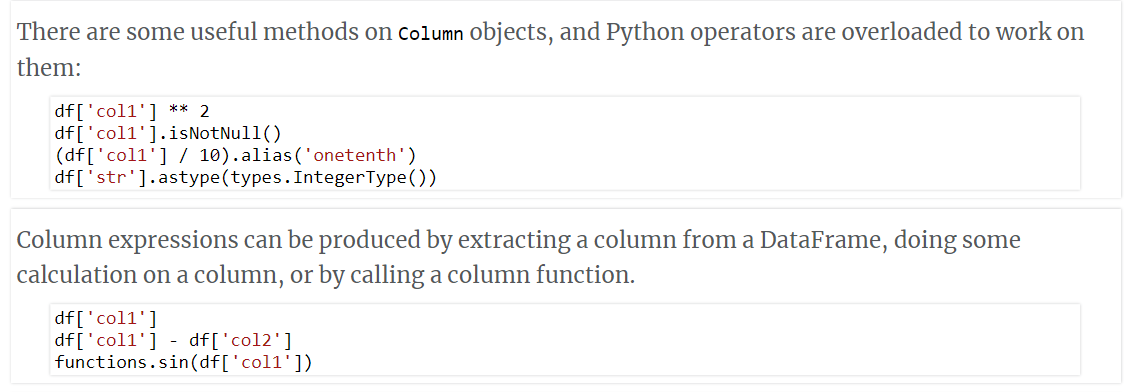 There are some useful methods on Column objects, and Python operators are overloaded to work on
them:
df['col1'] ** 2
df['col1'].isNotNull()
(df['col1'] / 10).alias('onetenth')
df['str'].astype(types.IntegerType())
Column expressions can be produced by extracting a column from a DataFrame, doing some
calculation on a column, or by calling a column function.
df['col1']
df['col1'] - df['col2']
functions.sin(df['col1'])